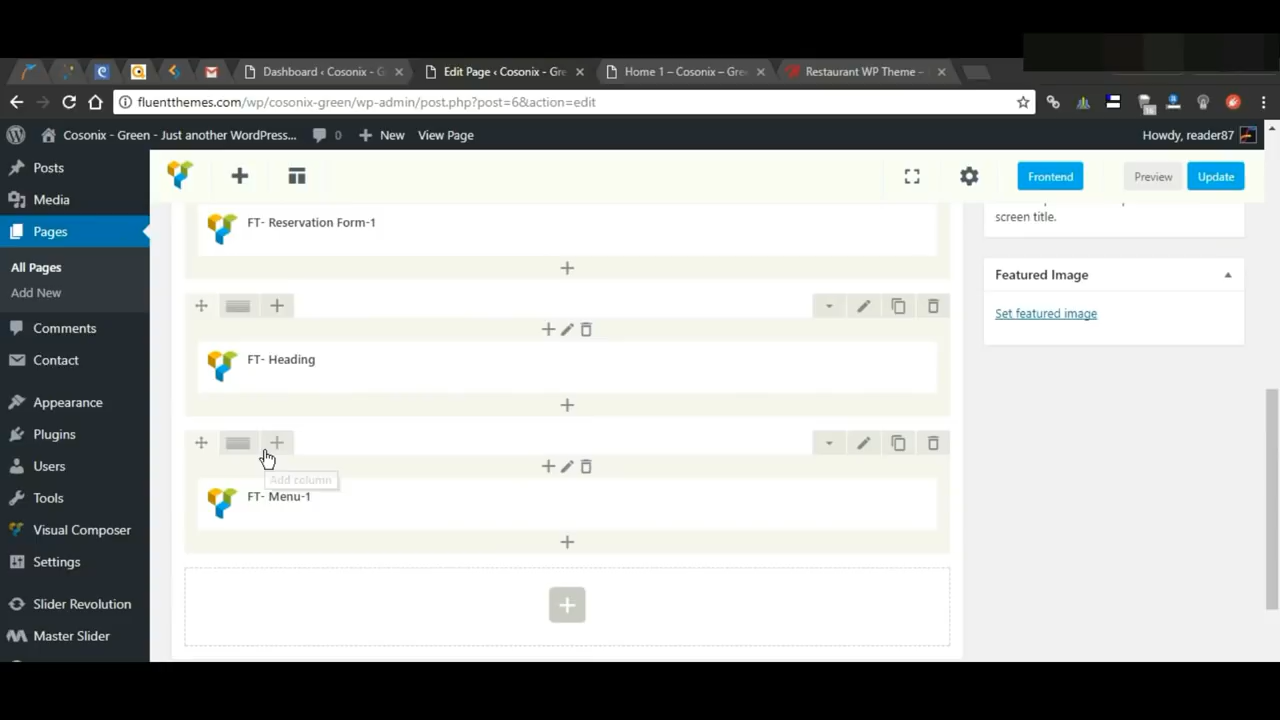 Dashboard ‹ Cosonix - G
Edit Page ‹ Cosonix - Gre
Home 1 – Cosonix – Gre
Restaurant WP Theme –
fluentthemes.com/wp/cosonix-green/wp-admin/post.php?post=6&action=edit
16
Cosonix - Green - Just another WordPress...
0
New
View Page
Howdy, reader87
Posts
Media
Pages
All Pages
Add New
Comments
Contact
Appearance
Plugins
Users
Tools
Visual Composer
Settings
Slider Revolution
Master Slider
Frontend
Preview
Update
FT- Reservation Form-1
FT- Heading
Add column
FT- Menu-1
screen title.
Featured Image
Set featured image